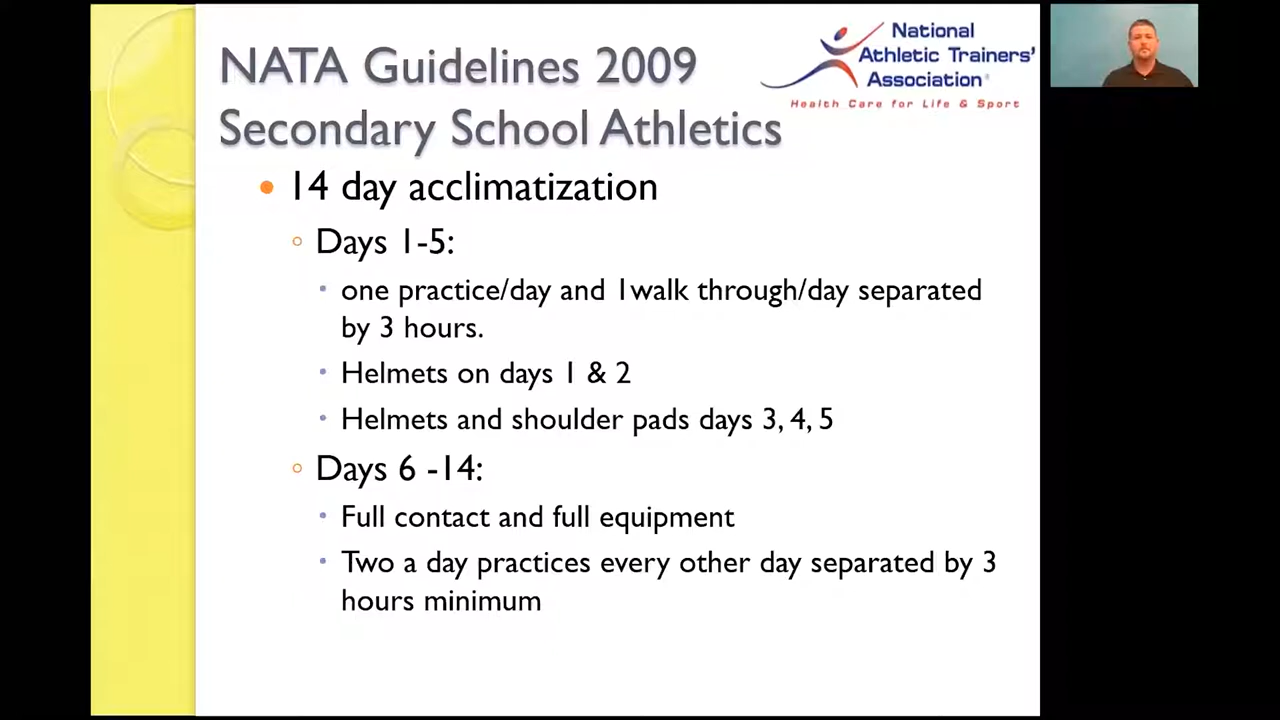 NATA Guidelines 2009
Secondary School Athletics
National
Athletic Trainers'
Association
Health Care for Life & Sport
14 day acclimatization
Days 1-5:
one practice/day and 1walk through/day separated
by 3 hours.
Helmets on days 1 & 2
Helmets and shoulder pads days 3, 4, 5
Days 6 -14:
Full contact and full equipment
Two a day practices every other day separated by 3
hours minimum